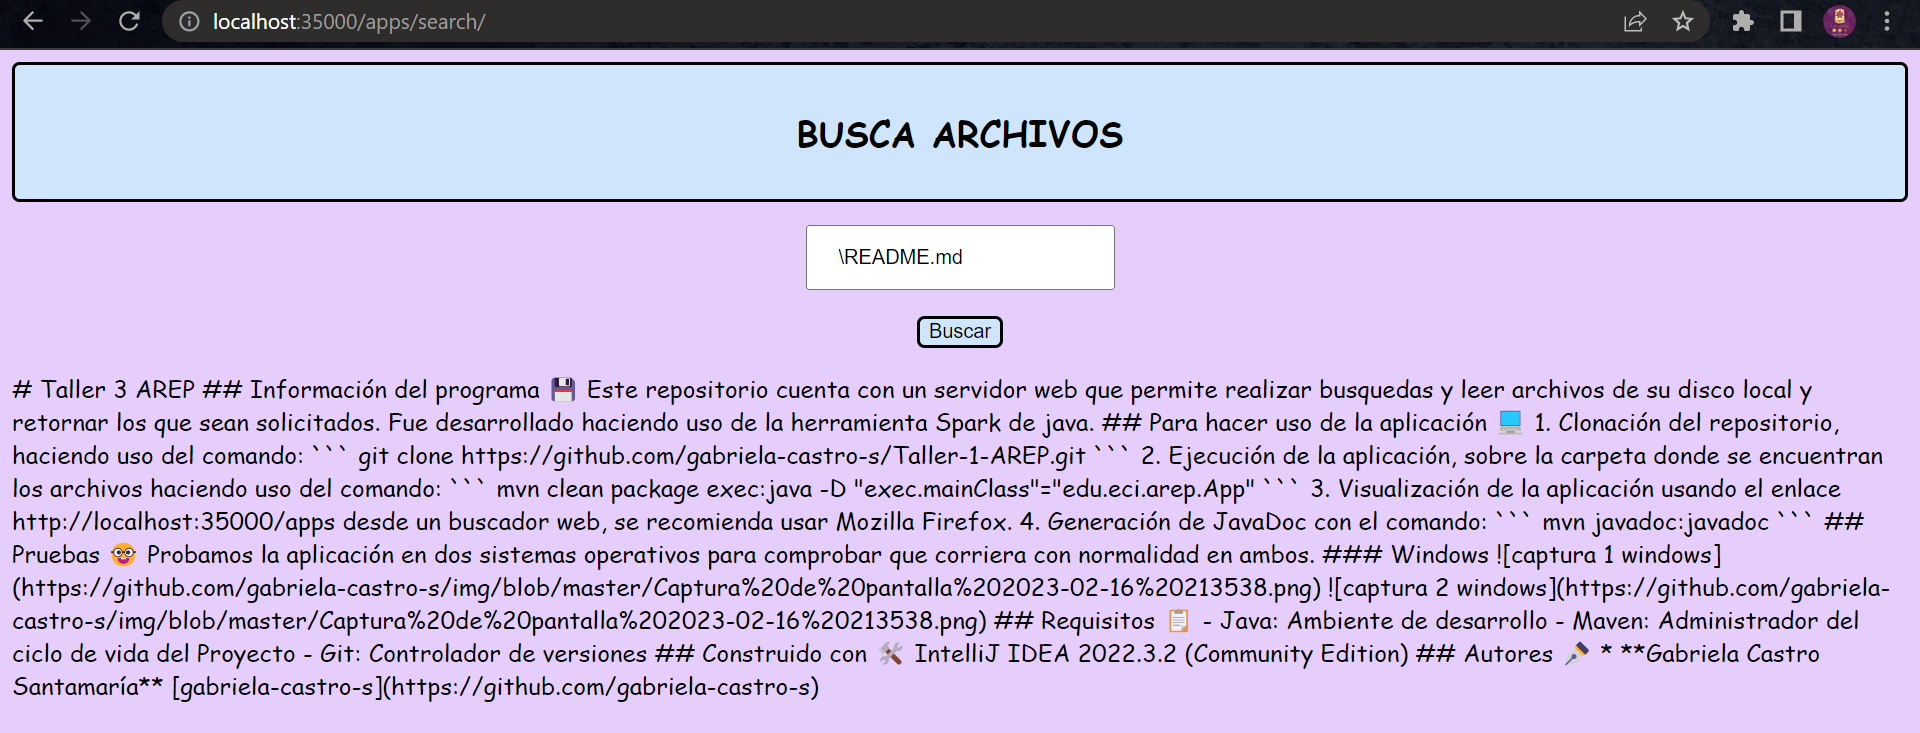 localhost:35000/apps/search/
BUSCA ARCHIVOS
\README.md
Buscar
# Taller 3 AREP ## Información del programa 💾 Este repositorio cuenta con un servidor web que permite realizar busquedas y leer archivos de su disco local y
retornar los que sean solicitados. Fue desarrollado haciendo uso de la herramienta Spark de java. ## Para hacer uso de la aplicación 💻 1. Clonación del repositorio,
haciendo uso del comando: ``` git clone https://github.com/gabriela-castro-s/Taller-1-AREP.git ``` 2. Ejecución de la aplicación, sobre la carpeta donde se encuentran
los archivos haciendo uso del comando: ``` mvn clean package exec:java -D "exec.mainClass"="edu.eci.arep.App" ``` 3. Visualización de la aplicación usando el enlace
http://localhost:35000/apps desde un buscador web, se recomienda usar Mozilla Firefox. 4. Generación de JavaDoc con el comando: ``` mvn javadoc:javadoc ``` ##
Pruebas 🤓 Probamos la aplicación en dos sistemas operativos para comprobar que corriera con normalidad en ambos. ### Windows ![captura 1 windows]
(https://github.com/gabriela-castro-s/img/blob/master/Captura%20de%20pantalla%202023-02-16%20213538.png) ![captura 2 windows](https://github.com/gabriela-
castro-s/img/blob/master/Captura%20de%20pantalla%202023-02-16%20213538.png) ## Requisitos 📋 - Java: Ambiente de desarrollo - Maven: Administrador del
ciclo de vida del Proyecto - Git: Controlador de versiones ## Construido con 🛠 IntelliJ IDEA 2022.3.2 (Community Edition) ## Autores 🖋 * **Gabriela Castro
Santamaría** [gabriela-castro-s](https://github.com/gabriela-castro-s)